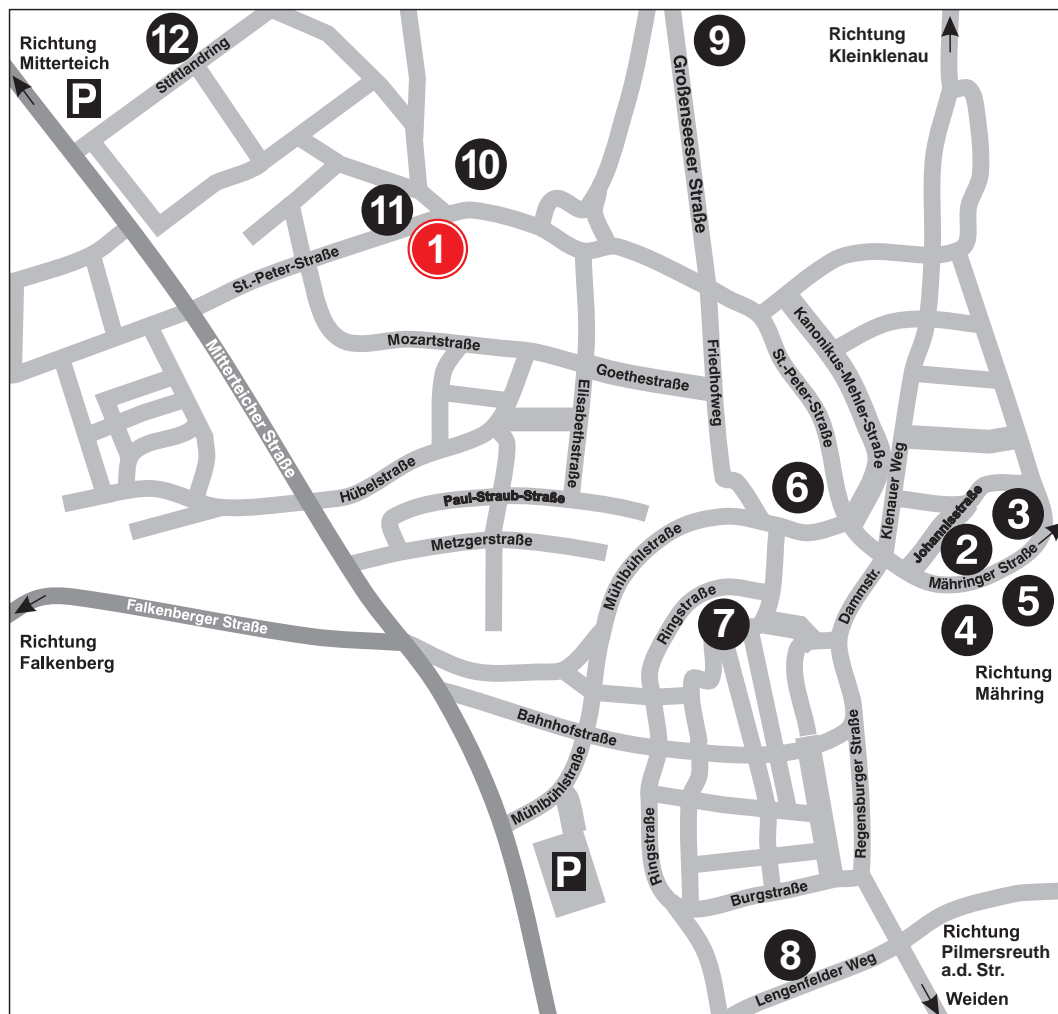 Richtung
Mitterteich
P
12
Stiftlandring
9
Großenseeser Straße
Richtung
Kleinklenau
10
11
1
St.-Peter-Straße
Mozartstraße
Goethestraße
Elisabethstraße
Friedhofweg
St.-Peter-Straße
Kanonikus-Mehler-Straße
Klenauer Weg
Mitterteicher Straße
Hübelstraße
Paul-Straub-Straße
Metzgerstraße
6
Johannisstraße
3
2
Mähringer Straße
5
4
Richtung
Mähring
Mühlbühlstraße
Ringstraße
7
Dammstr.
Falkenberger Straße
Richtung
Falkenberg
Bahnhofstraße
Mühlbühlstraße
Regensburger Straße
P
Ringstraße
Burgstraße
8
Lengenfelder Weg
Richtung
Pilmersreuth
a.d. Str.
Weiden